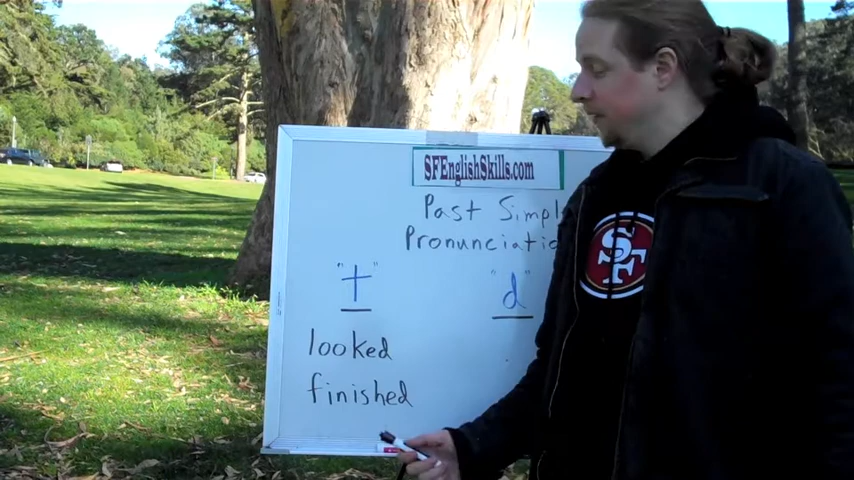 SFEnglishSkills.com
Past Simpl
Pronunciatio
"t" "d"
looked
finished
SF